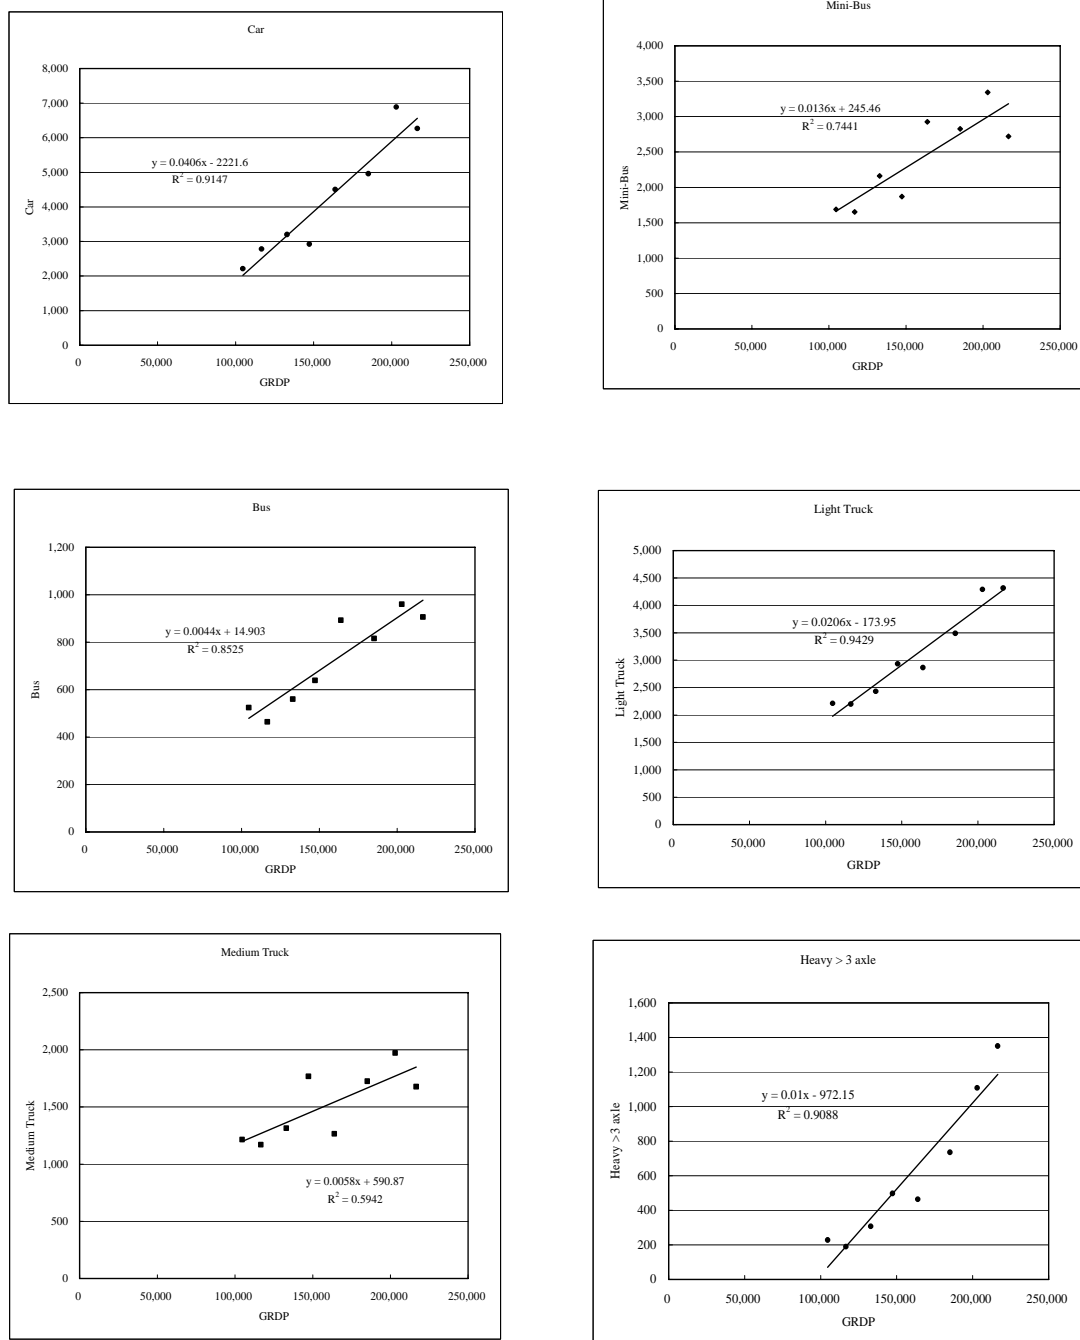 Car
8,000
7,000
6,000
5,000
4,000
3,000
2,000
1,000
0
Car
y = 0.0406x - 2221.6
R² = 0.9147
0 50,000 100,000 150,000 200,000 250,000
GRDP
Mini-Bus
4,000
3,500
3,000
2,500
2,000
1,500
1,000
500
0
Mini-Bus
y = 0.0136x + 245.46
R² = 0.7441
0 50,000 100,000 150,000 200,000 250,000
GRDP
Bus
1,200
1,000
800
600
400
200
0
Bus
y = 0.0044x + 14.903
R² = 0.8525
0 50,000 100,000 150,000 200,000 250,000
GRDP
Light Truck
5,000
4,500
4,000
3,500
3,000
2,500
2,000
1,500
1,000
500
0
Light Truck
y = 0.0206x - 173.95
R² = 0.9429
0 50,000 100,000 150,000 200,000 250,000
GRDP
Medium Truck
2,500
2,000
1,500
1,000
500
0
Medium Truck
y = 0.0058x + 590.87
R² = 0.5942
0 50,000 100,000 150,000 200,000 250,000
GRDP
Heavy > 3 axle
1,600
1,400
1,200
1,000
800
600
400
200
0
Heavy >3 axle
y = 0.01x - 972.15
R² = 0.9088
0 50,000 100,000 150,000 200,000 250,000
GRDP